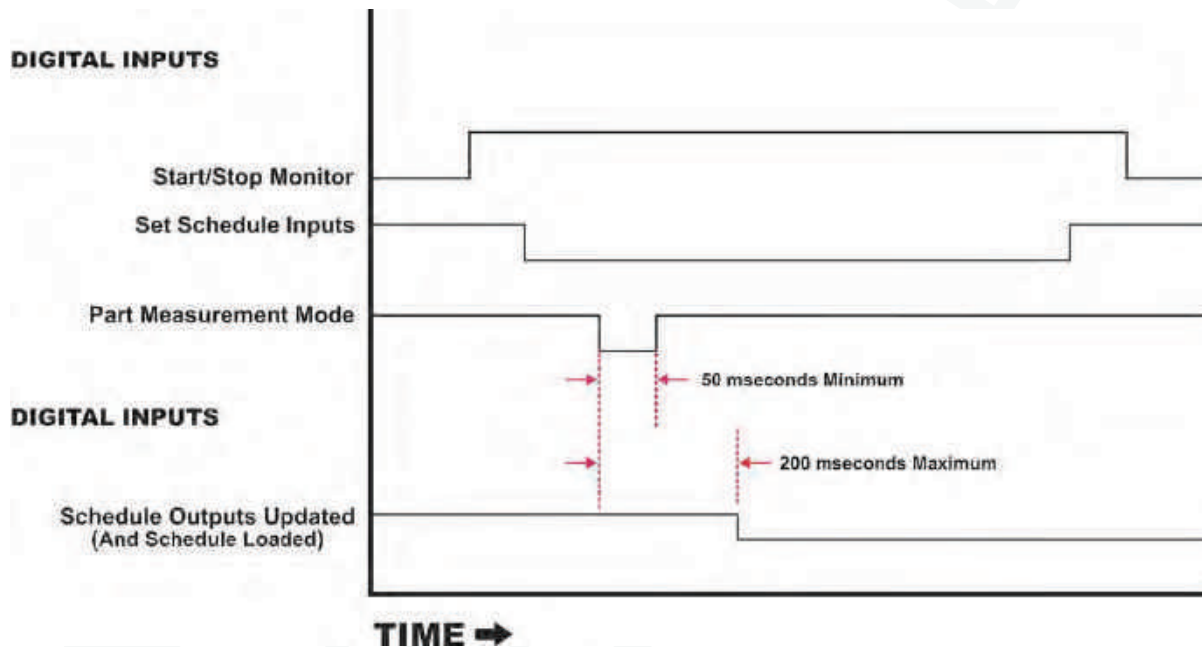 DIGITAL INPUTS
Start/Stop Monitor
Set Schedule Inputs
Part Measurement Mode
50 mseconds Minimum
DIGITAL INPUTS
200 mseconds Maximum
Schedule Outputs Updated
(And Schedule Loaded)
TIME ➡